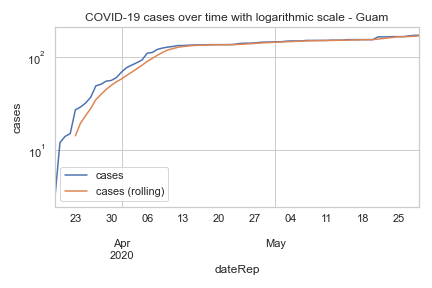 COVID-19 cases over time with logarithmic scale - Guam
cases
10²
10¹
cases
cases (rolling)
23 30 06 13 20 27 04 11 18 25
Apr May
2020
dateRep